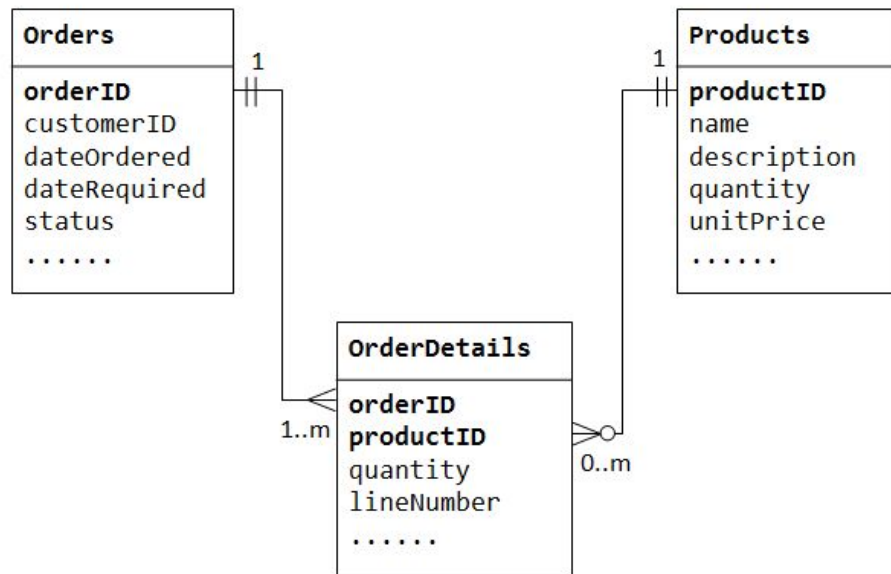 Orders
orderID
customerID
dateOrdered
dateRequired
status
......
1
1
Products
productID
name
description
quantity
unitPrice
......
OrderDetails
orderID
productID
quantity
lineNumber
......
1..m
0..m